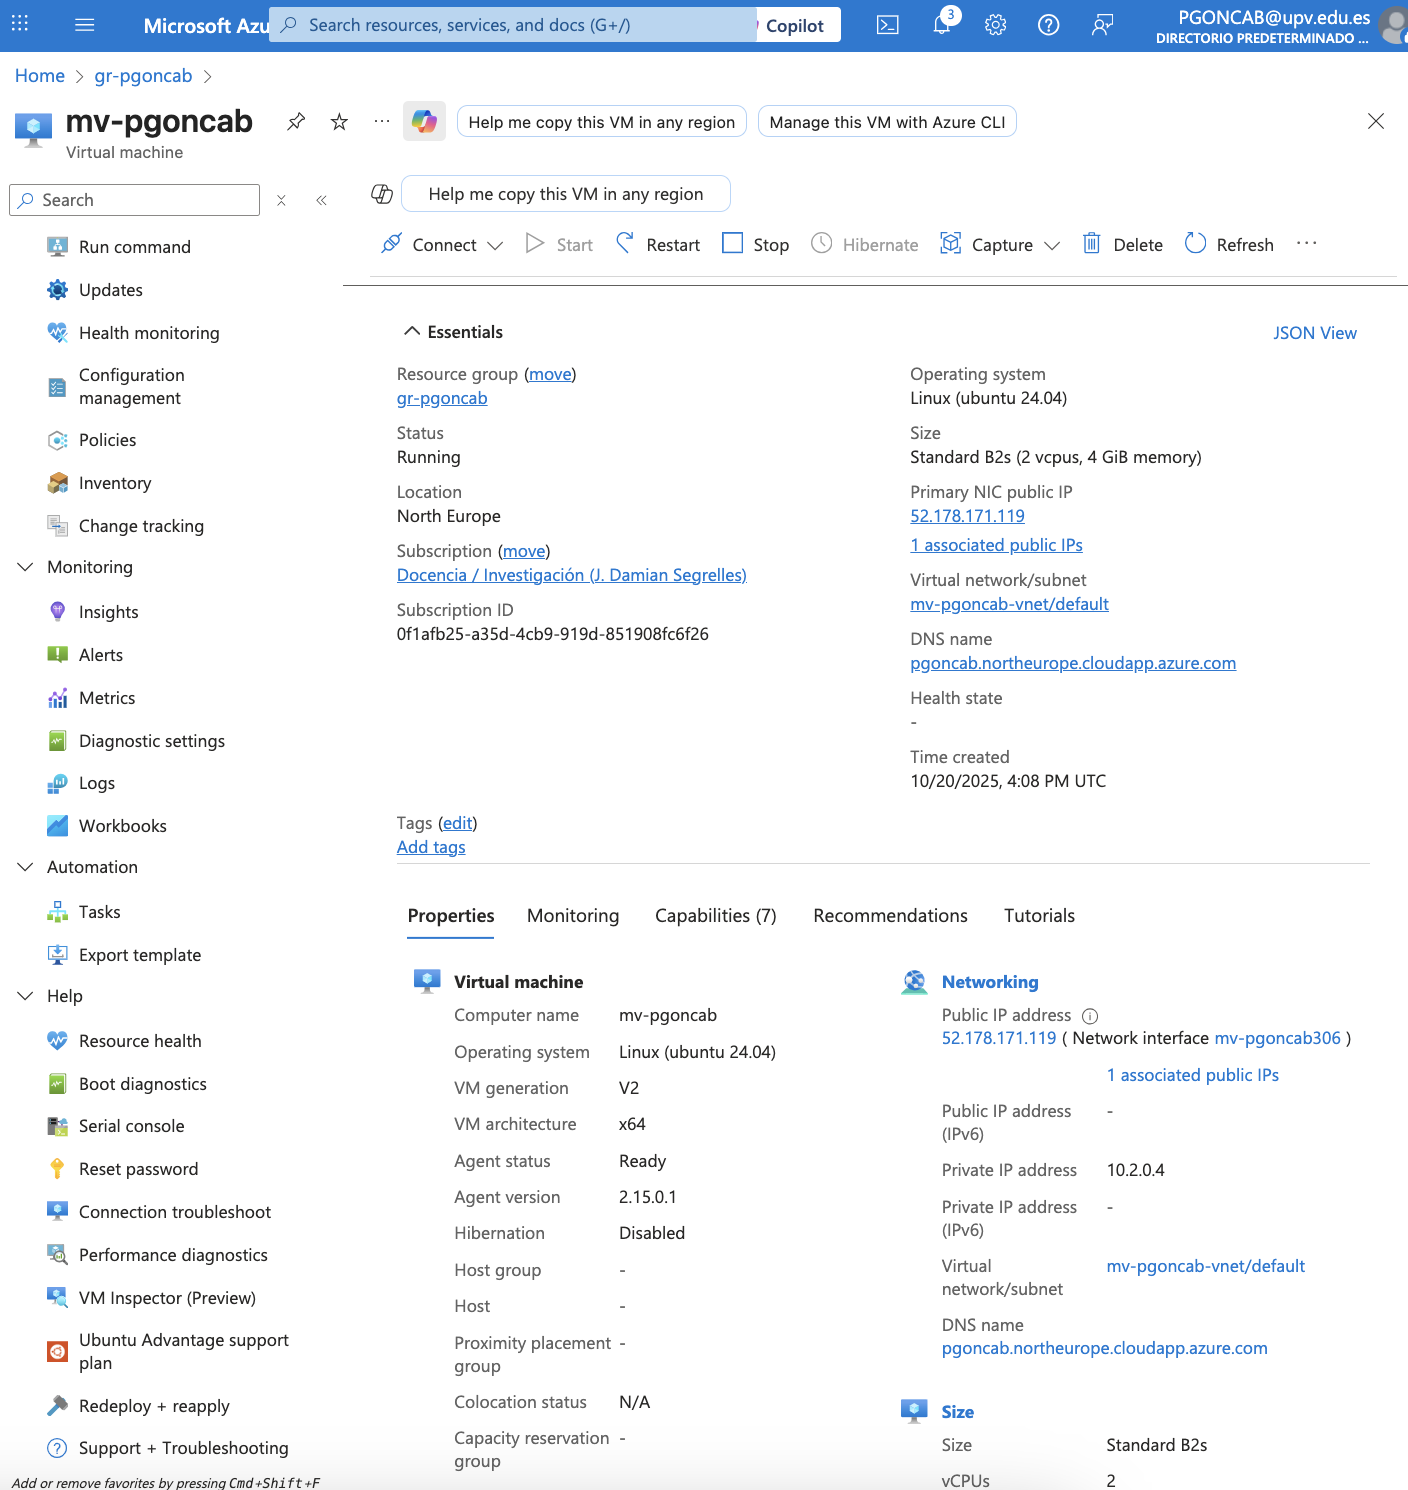 Microsoft Azu
Search resources, services, and docs (G+/)
Copilot
3
PGONCAB@upv.edu.es
DIRECTORIO PREDETERMINADO ...
Home > gr-pgoncab >
mv-pgoncab
Virtual machine
Help me copy this VM in any region
Manage this VM with Azure CLI
Search
Run command
Updates
Health monitoring
Configuration
management
Policies
Inventory
Change tracking
Monitoring
Insights
Alerts
Metrics
Diagnostic settings
Logs
Workbooks
Automation
Tasks
Export template
Help
Resource health
Boot diagnostics
Serial console
Reset password
Connection troubleshoot
Performance diagnostics
VM Inspector (Preview)
Ubuntu Advantage support
plan
Redeploy + reapply
Support + Troubleshooting
Add or remove favorites by pressing Cmd+Shift+F
Help me copy this VM in any region
Connect
Start
Restart
Stop
Hibernate
Capture
Delete
Refresh
Essentials
JSON View
Resource group (move)
gr-pgoncab
Status
Running
Location
North Europe
Subscription (move)
Docencia / Investigación (J. Damian Segrelles)
Subscription ID
0f1afb25-a35d-4cb9-919d-851908fc6f26
Operating system
Linux (ubuntu 24.04)
Size
Standard B2s (2 vcpus, 4 GiB memory)
Primary NIC public IP
52.178.171.119
1 associated public IPs
Virtual network/subnet
mv-pgoncab-vnet/default
DNS name
pgoncab.northeurope.cloudapp.azure.com
Health state
-
Time created
10/20/2025, 4:08 PM UTC
Tags (edit)
Add tags
Properties
Monitoring
Capabilities (7)
Recommendations
Tutorials
Virtual machine
Computer name mv-pgoncab
Operating system Linux (ubuntu 24.04)
VM generation V2
VM architecture x64
Agent status Ready
Agent version 2.15.0.1
Hibernation Disabled
Host group -
Host -
Proximity placement -
group
Colocation status N/A
Capacity reservation -
group
Networking
Public IP address
52.178.171.119 ( Network interface mv-pgoncab306 )
1 associated public IPs
Public IP address -
(IPv6)
Private IP address 10.2.0.4
Private IP address -
(IPv6)
Virtual mv-pgoncab-vnet/default
network/subnet
DNS name
pgoncab.northeurope.cloudapp.azure.com
Size
Size Standard B2s
vCPUs 2